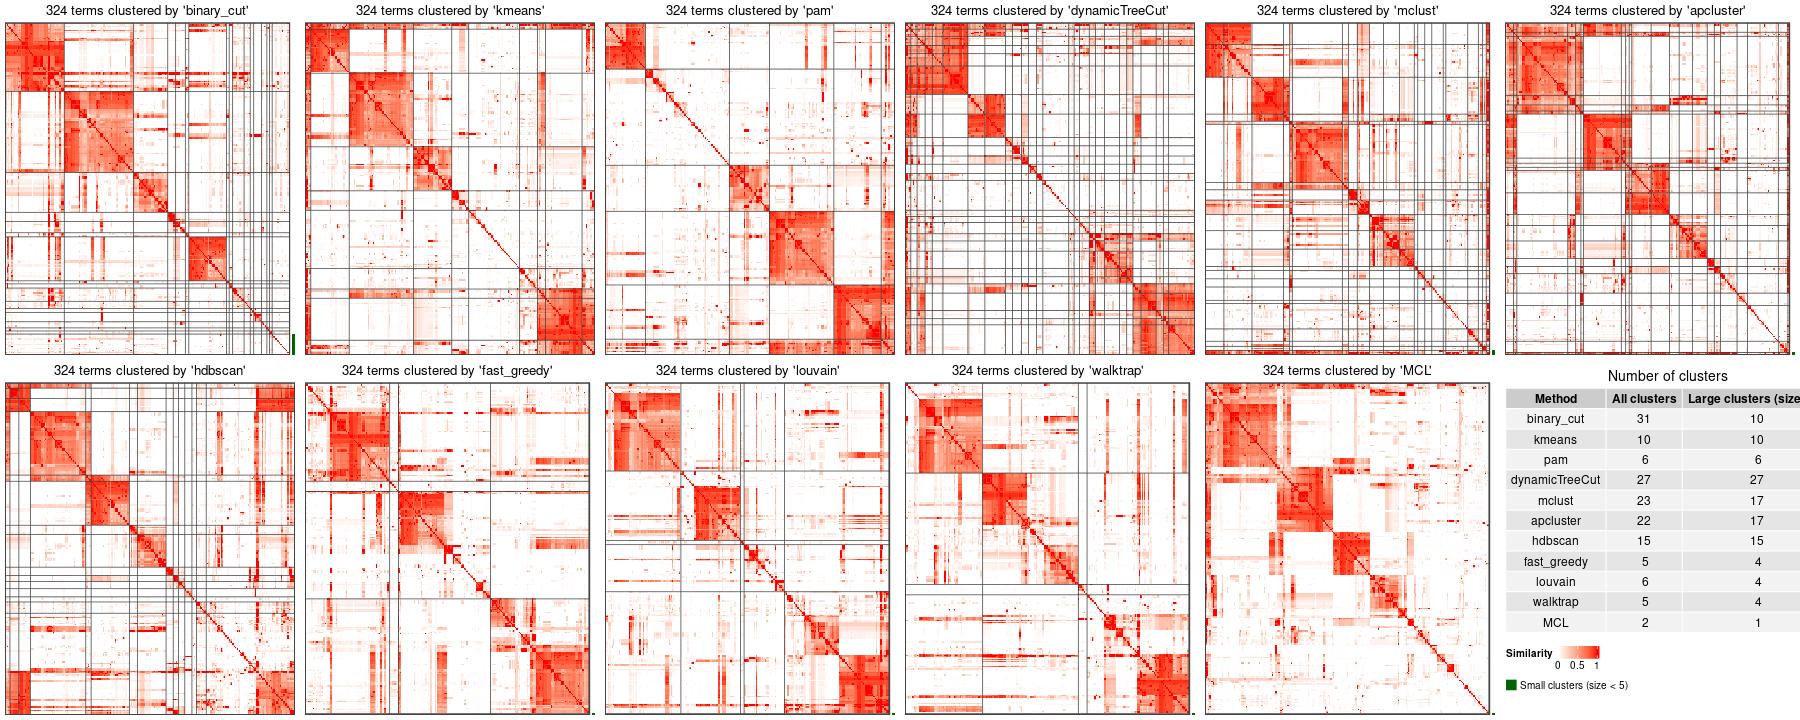 324 terms clustered by 'binary_cut'
324 terms clustered by 'kmeans'
324 terms clustered by 'pam'
324 terms clustered by 'dynamicTreeCut'
324 terms clustered by 'mclust'
324 terms clustered by 'apcluster'
324 terms clustered by 'hdbscan'
324 terms clustered by 'fast_greedy'
324 terms clustered by 'louvain'
324 terms clustered by 'walktrap'
324 terms clustered by 'MCL'
Number of clusters
Method All clusters Large clusters (size
binary_cut 31 10
kmeans 10 10
pam 6 6
dynamicTreeCut 27 27
mclust 23 17
apcluster 22 17
hdbscan 15 15
fast_greedy 5 4
louvain 6 4
walktrap 5 4
MCL 2 1
Similarity
0 0.5 1
Small clusters (size < 5)